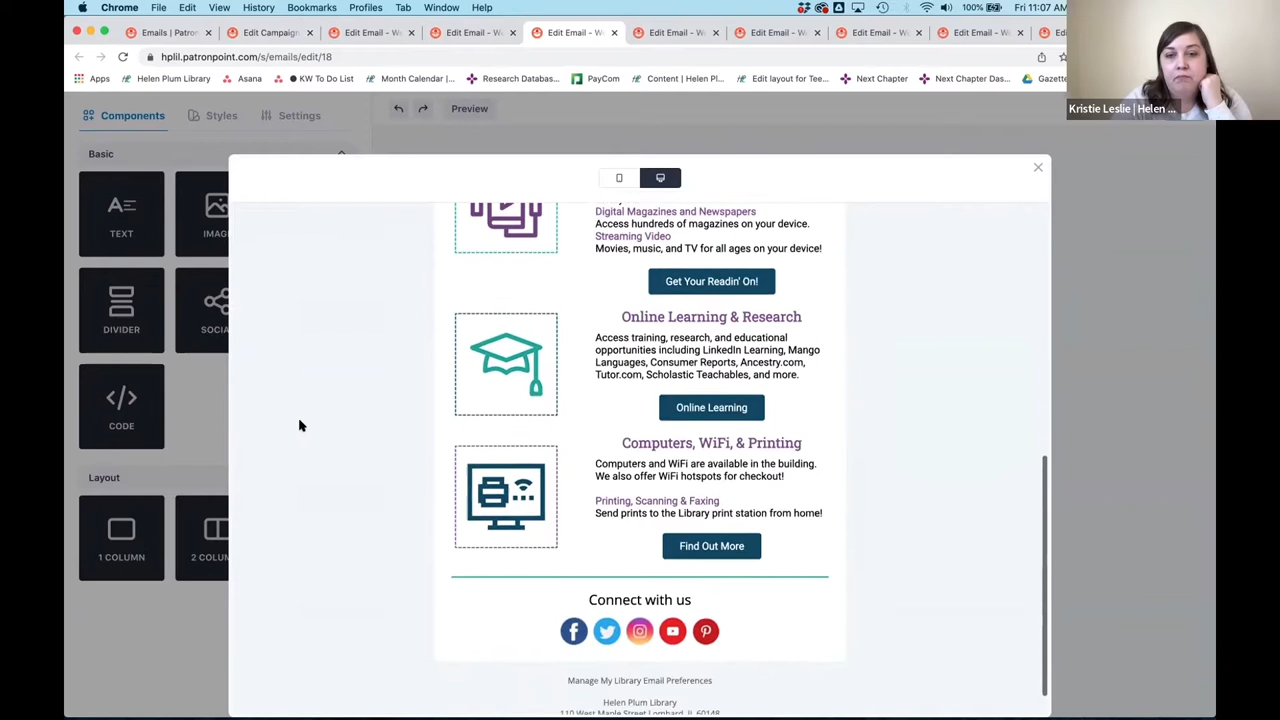 Chrome File Edit View History Bookmarks Profiles Tab Window Help 100% Fri 11:07 AM
Emails | Patron Edit Campaign Edit Email - W Edit Email - W Edit Email - W Edit Email - W Edit Email - W Edit Email - W Edit Email - W
hplil.patronpoint.com/s/emails/edit/18
Apps Helen Plum Library Asana KW To Do List Month Calendar |... Research Databas... PayCom Content | Helen Pl... Edit layout for Tee... Next Chapter Next Chapter Das... Gazette
Kristie Leslie | Helen ...
Components Styles Settings Preview
Basic
TEXT
DIVIDER
CODE
Layout
1 COLUMN
Digital Magazines and Newspapers
Access hundreds of magazines on your device.
Streaming Video
Movies, music, and TV for all ages on your device!
Get Your Readin' On!
Online Learning & Research
Access training, research, and educational
opportunities including LinkedIn Learning, Mango
Languages, Consumer Reports, Ancestry.com,
Tutor.com, Scholastic Teachables, and more.
Online Learning
Computers, WiFi, & Printing
Computers and WiFi are available in the building.
We also offer WiFi hotspots for checkout!
Printing, Scanning & Faxing
Send prints to the Library print station from home!
Find Out More
Connect with us
Manage My Library Email Preferences
Helen Plum Library
110 West Maple Street Lombard, IL 60148